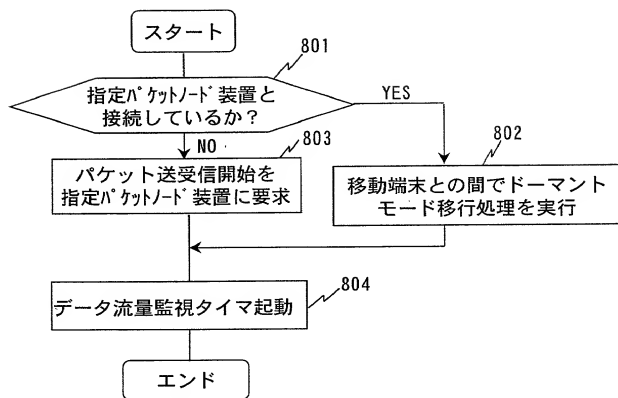 スタート
801
指定パケットノード装置と
接続しているか？
YES
NO
803
802
パケット送受信開始を
指定パケットノード装置に要求
移動端末との間でドーマント
モード移行処理を実行
804
データ流量監視タイマ起動
エンド